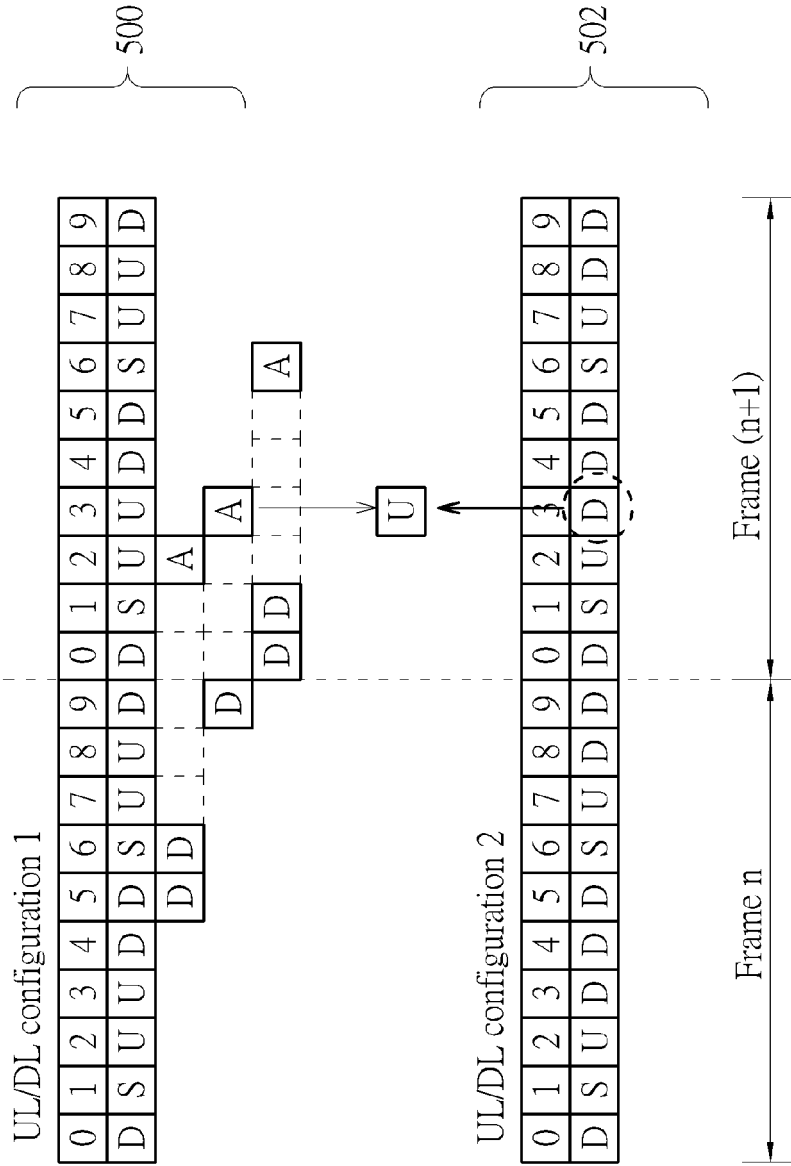 UL/DL configuration 1
0 1 2 3 4 5 6 7 8 9 0 1 2 3 4 5 6 7 8 9
D S U U D D S U U D D S U U D D S U U D
D D A
D A
D D A
500
U
UL/DL configuration 2
0 1 2 3 4 5 6 7 8 9 0 1 2 3 4 5 6 7 8 9
D S U D D D S U D D D S U D D D S U D D
502
Frame n Frame (n+1)